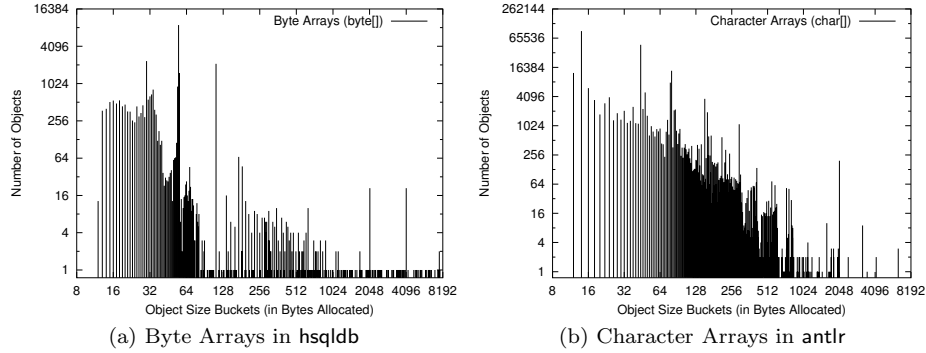 16384
4096
1024
256
64
16
4
1
Number of Objects
Byte Arrays (byte[])
8 16 32 64 128 256 512 1024 2048 4096 8192
Object Size Buckets (in Bytes Allocated)
(a) Byte Arrays in hsqldb
262144
65536
16384
4096
1024
256
64
16
4
1
Number of Objects
Character Arrays (char[])
8 16 32 64 128 256 512 1024 2048 4096 8192
Object Size Buckets (in Bytes Allocated)
(b) Character Arrays in antlr